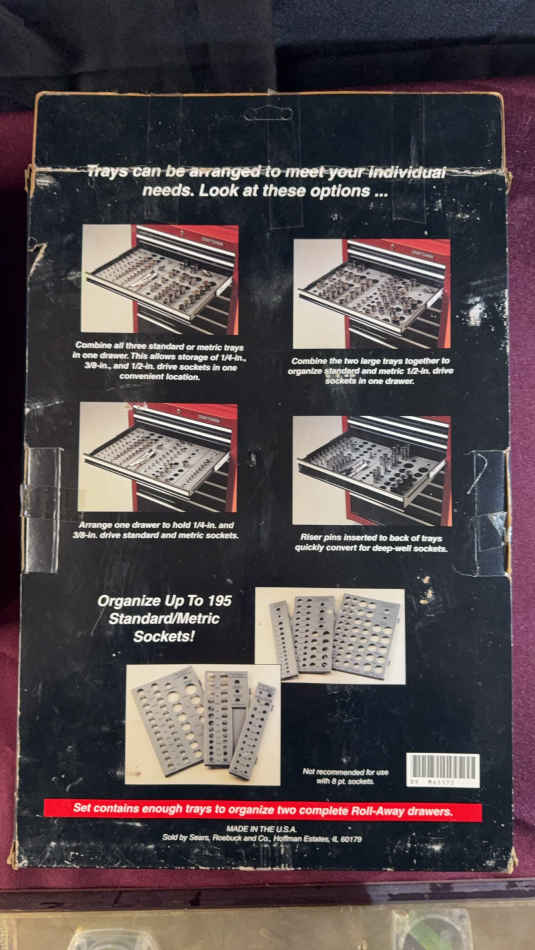 Trays can be arranged to meet your individual
needs. Look at these options ...
Combine all three standard or metric trays
in one drawer. This allows storage of 1/4-in.,
3/8-in., and 1/2-in. drive sockets in one
convenient location.
Combine the two large trays together to
organize standard and metric 1/2-in. drive
sockets in one drawer.
Arrange one drawer to hold 1/4-in. and
3/8-in. drive standard and metric sockets.
Riser pins inserted to back of trays
quickly convert for deep-well sockets.
Organize Up To 195
Standard/Metric
Sockets!
Not recommended for use
with 8 pt. sockets.
Set contains enough trays to organize two complete Roll-Away drawers.
MADE IN THE U.S.A.
Sold by Sears, Roebuck and Co., Hoffman Estates, IL 60179